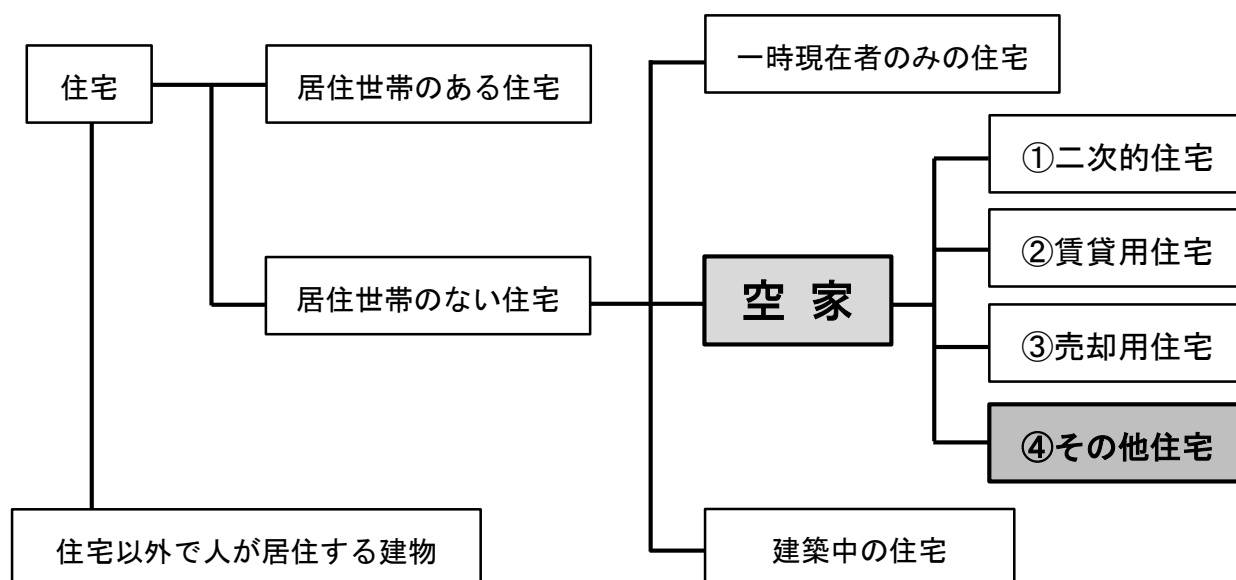 住宅
居住世帯のある住宅
居住世帯のない住宅
住宅以外で人が居住する建物
一時現在者のみの住宅
空 家
建築中の住宅
①二次的住宅
②賃貸用住宅
③売却用住宅
④その他住宅